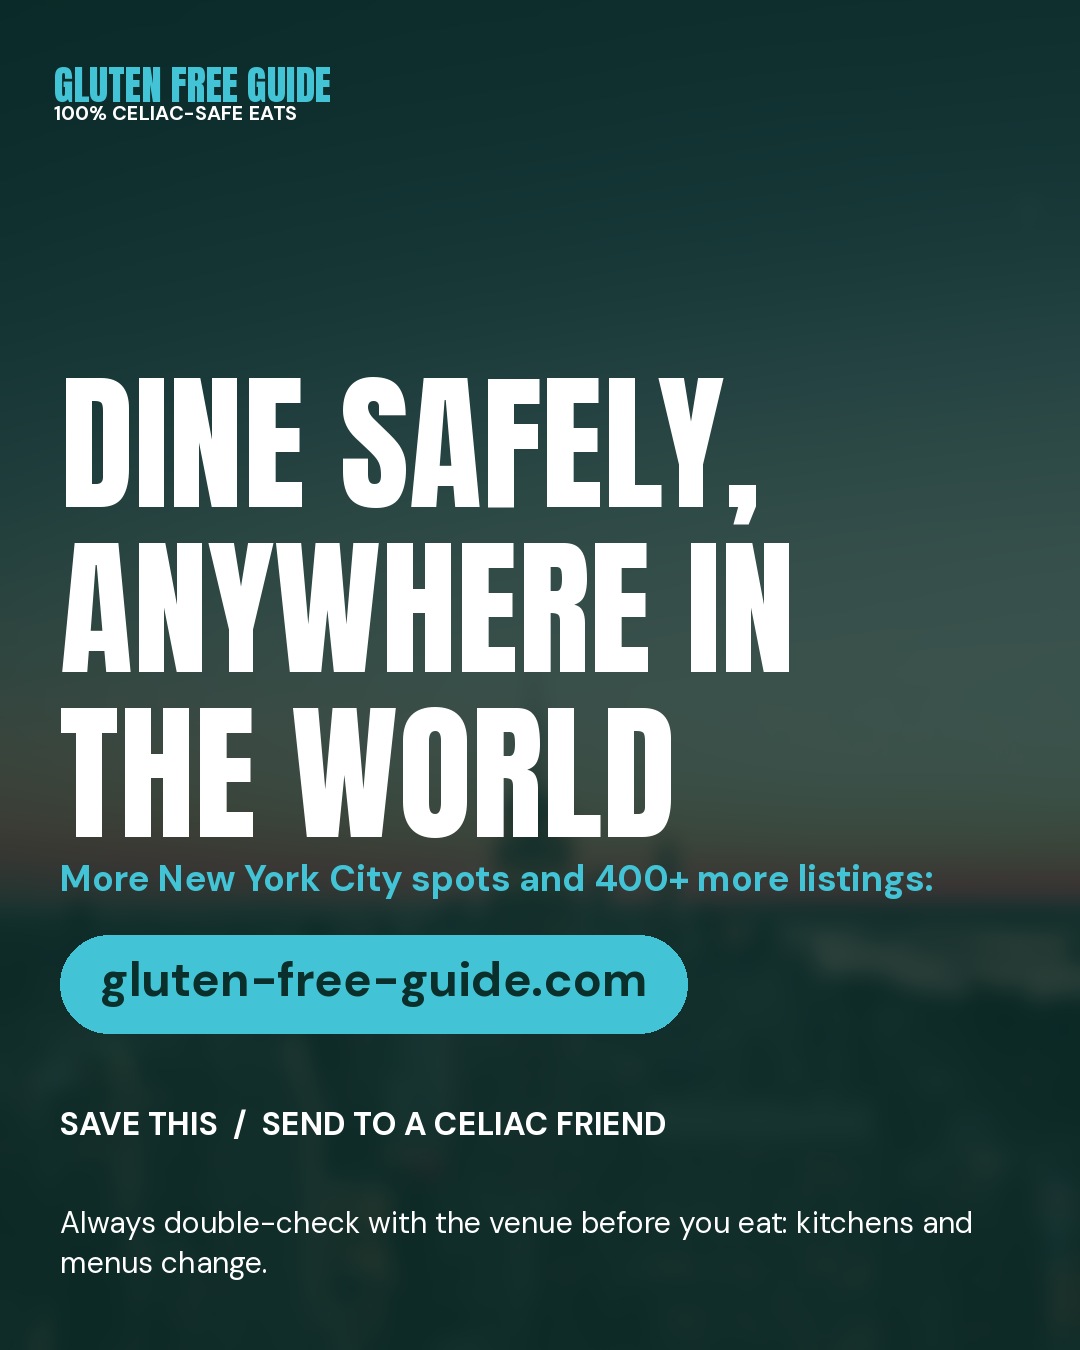 GLUTEN FREE GUIDE
100% CELIAC-SAFE EATS
DINE SAFELY,
ANYWHERE IN
THE WORLD
More New York City spots and 400+ more listings:
gluten-free-guide.com
SAVE THIS / SEND TO A CELIAC FRIEND
Always double-check with the venue before you eat: kitchens and
menus change.